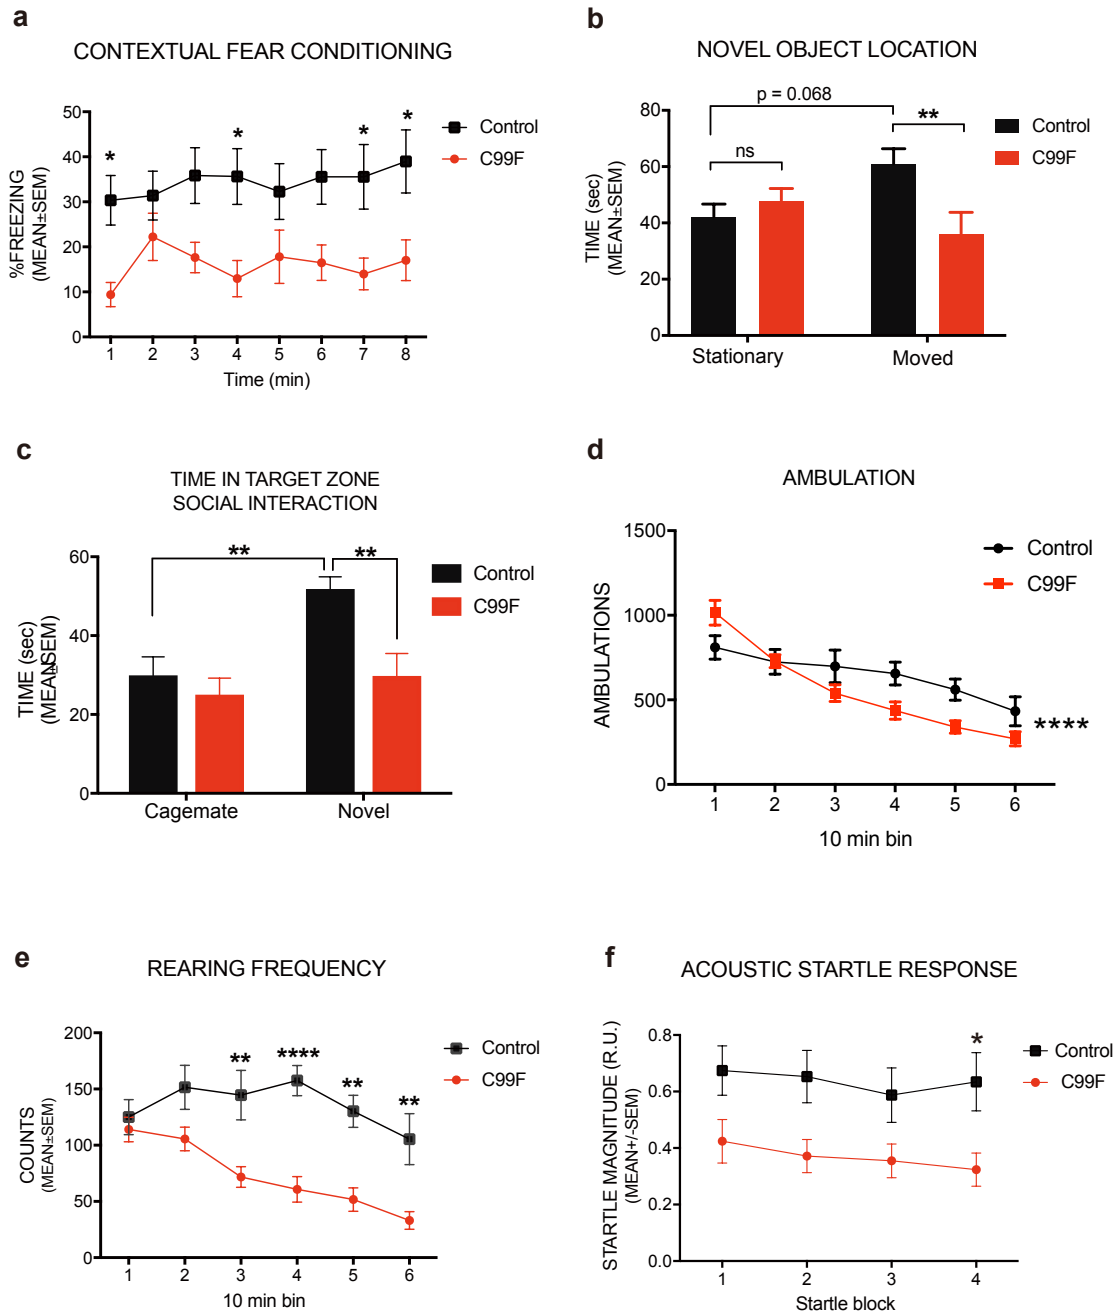 a
CONTEXTUAL FEAR CONDITIONING
%FREEZING
(MEAN±SEM)
50
40
30
20
10
0
* * * *
Control
C99F
1 2 3 4 5 6 7 8
Time (min)
b
NOVEL OBJECT LOCATION
TIME (sec)
(MEAN±SEM)
80
60
40
20
0
p = 0.068
**
ns
Control
C99F
Stationary Moved
c
TIME IN TARGET ZONE
SOCIAL INTERACTION
TIME (sec)
(MEAN±SEM)
60
40
20
0
** **
Control
C99F
Cagemate Novel
d
AMBULATION
AMBULATIONS
1500
1000
500
0
Control
C99F
****
1 2 3 4 5 6
10 min bin
e
REARING FREQUENCY
COUNTS
(MEAN±SEM)
200
150
100
50
0
** **** ** **
Control
C99F
1 2 3 4 5 6
10 min bin
f
ACOUSTIC STARTLE RESPONSE
STARTLE MAGNITUDE (R.U.)
(MEAN+/-SEM)
0.8
0.6
0.4
0.2
0.0
*
Control
C99F
1 2 3 4
Startle block